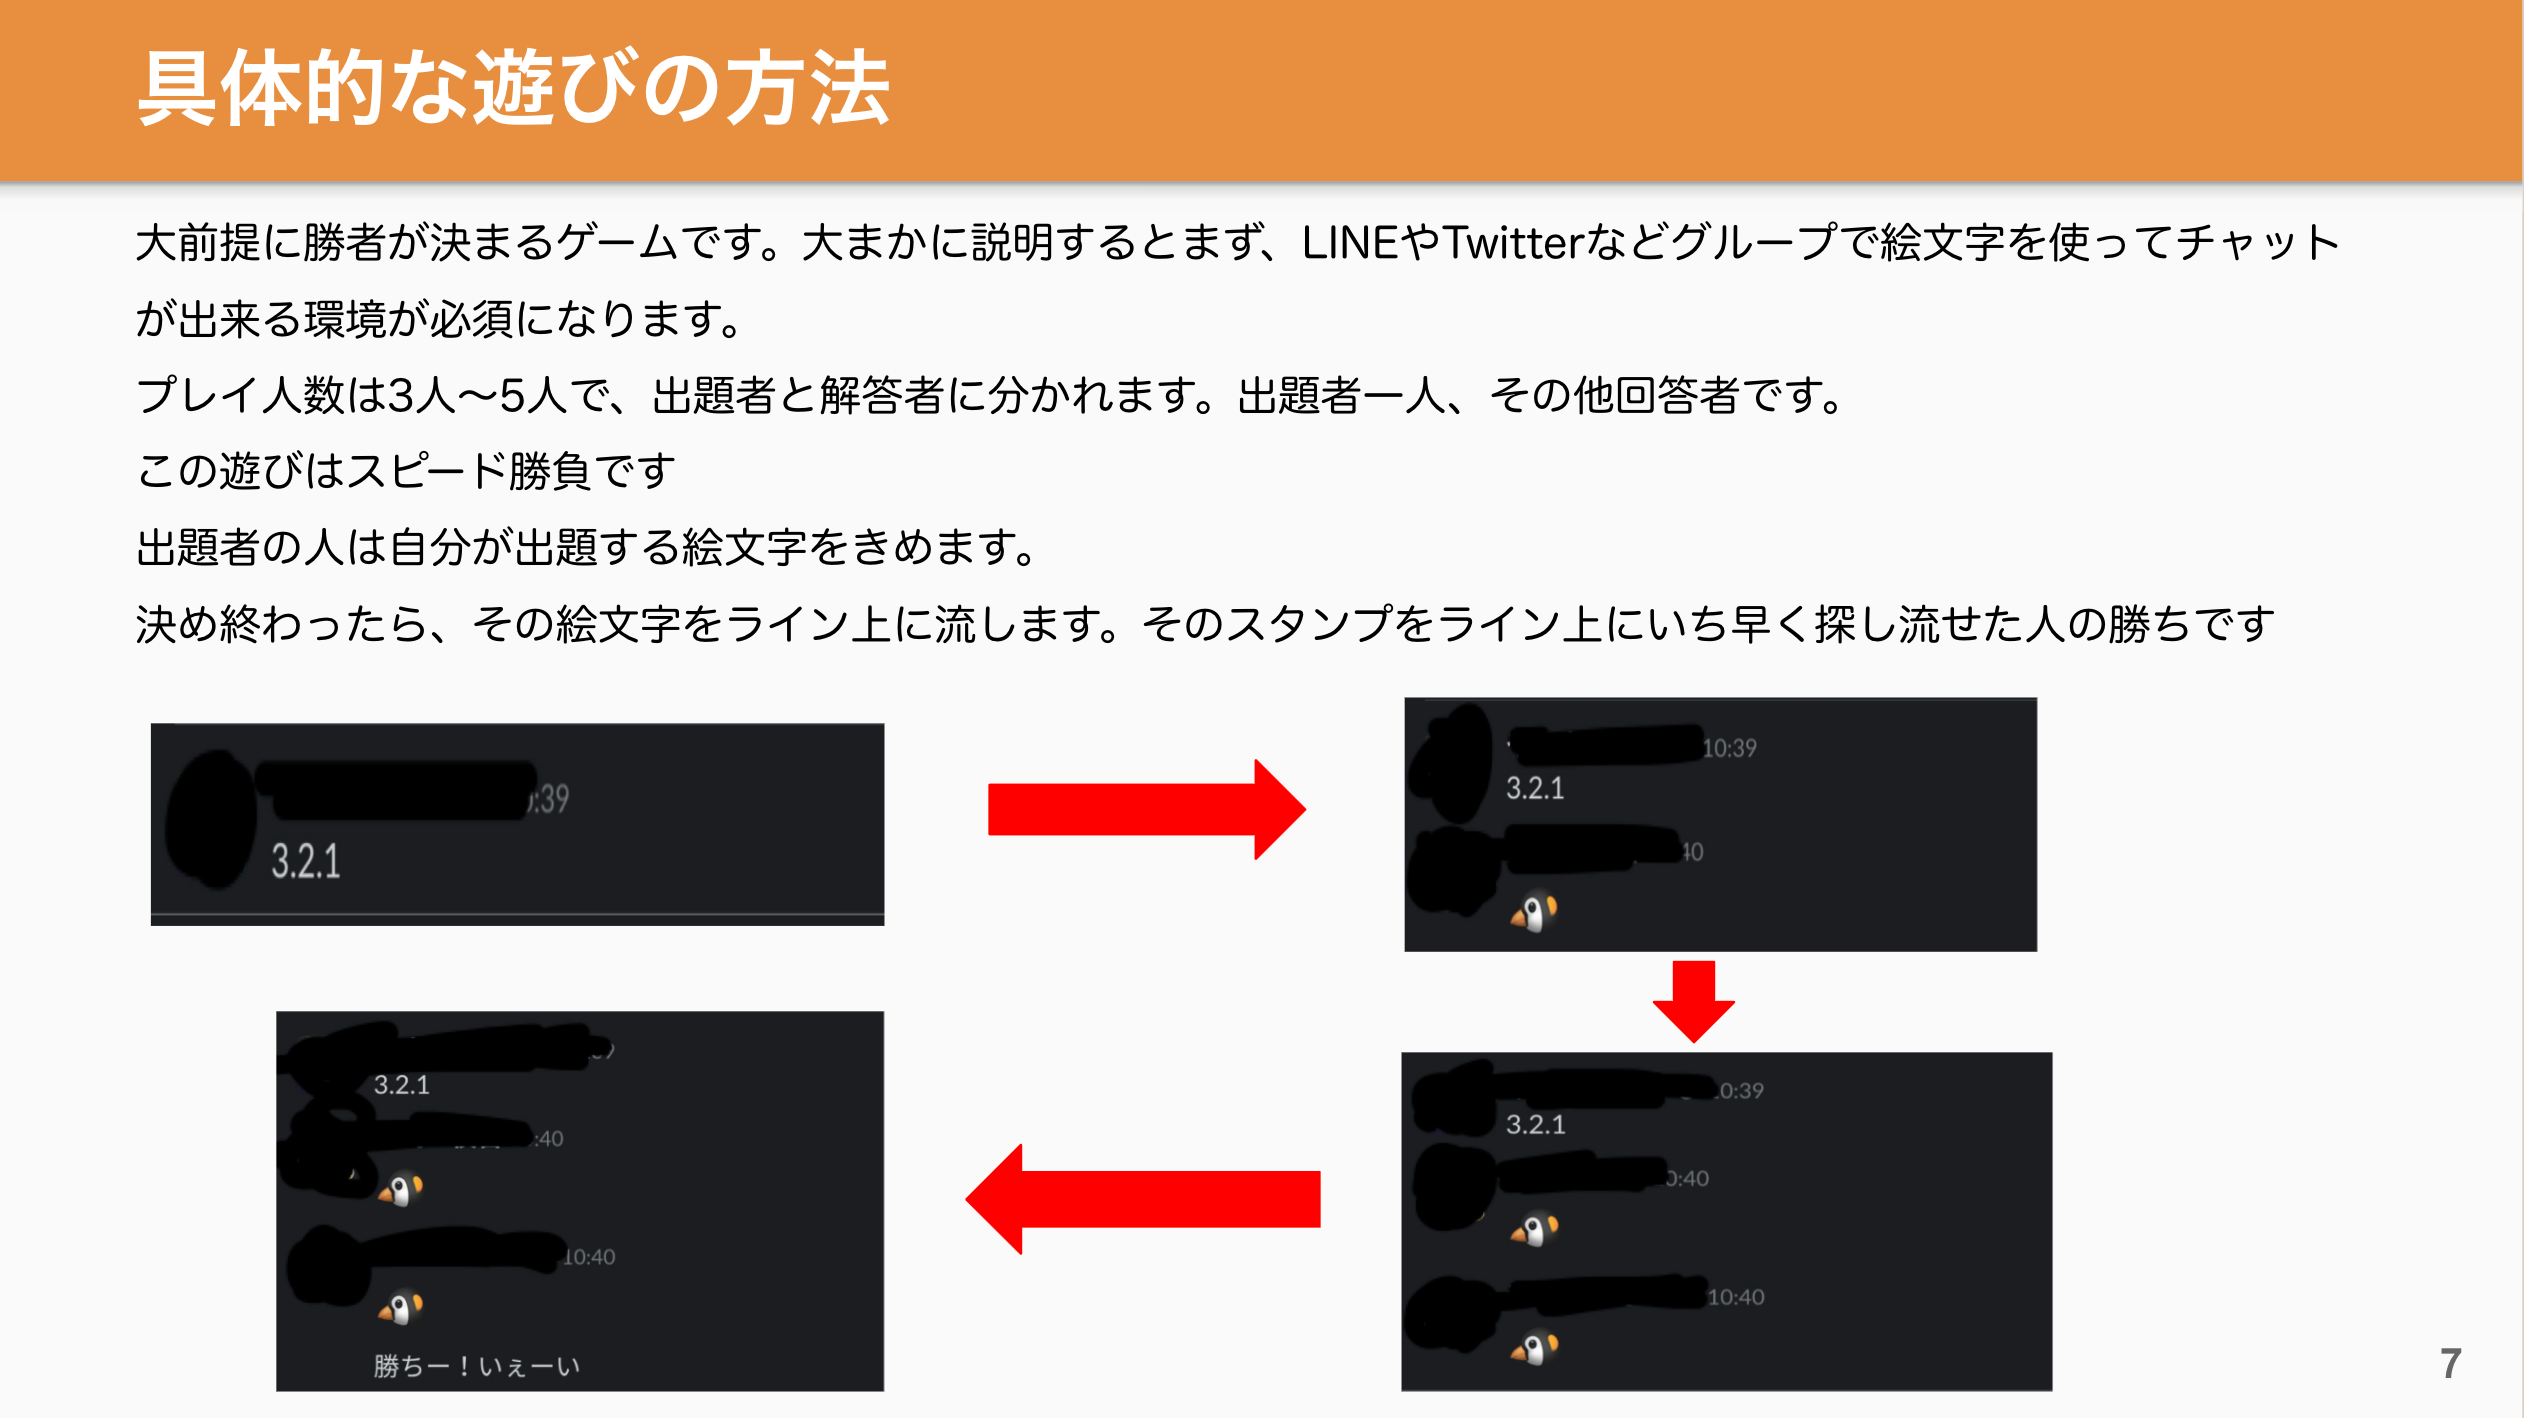 具体的な遊びの方法
大前提に勝者が決まるゲームです。大まかに説明するとまず、LINEやTwitterなどグループで絵文字を使ってチャット
が出来る環境が必須になります。
プレイ人数は3人〜5人で、出題者と解答者に分かれます。出題者一人、その他回答者です。
この遊びはスピード勝負です
出題者の人は自分が出題する絵文字をきめます。
決め終わったら、その絵文字をライン上に流します。そのスタンプをライン上にいち早く探し流せた人の勝ちです
:39
3.2.1
10:39
3.2.1
40
0:39
3.2.1
0:40
10:40
3.2.1
:40
10:40
勝ちー！いぇーい
7